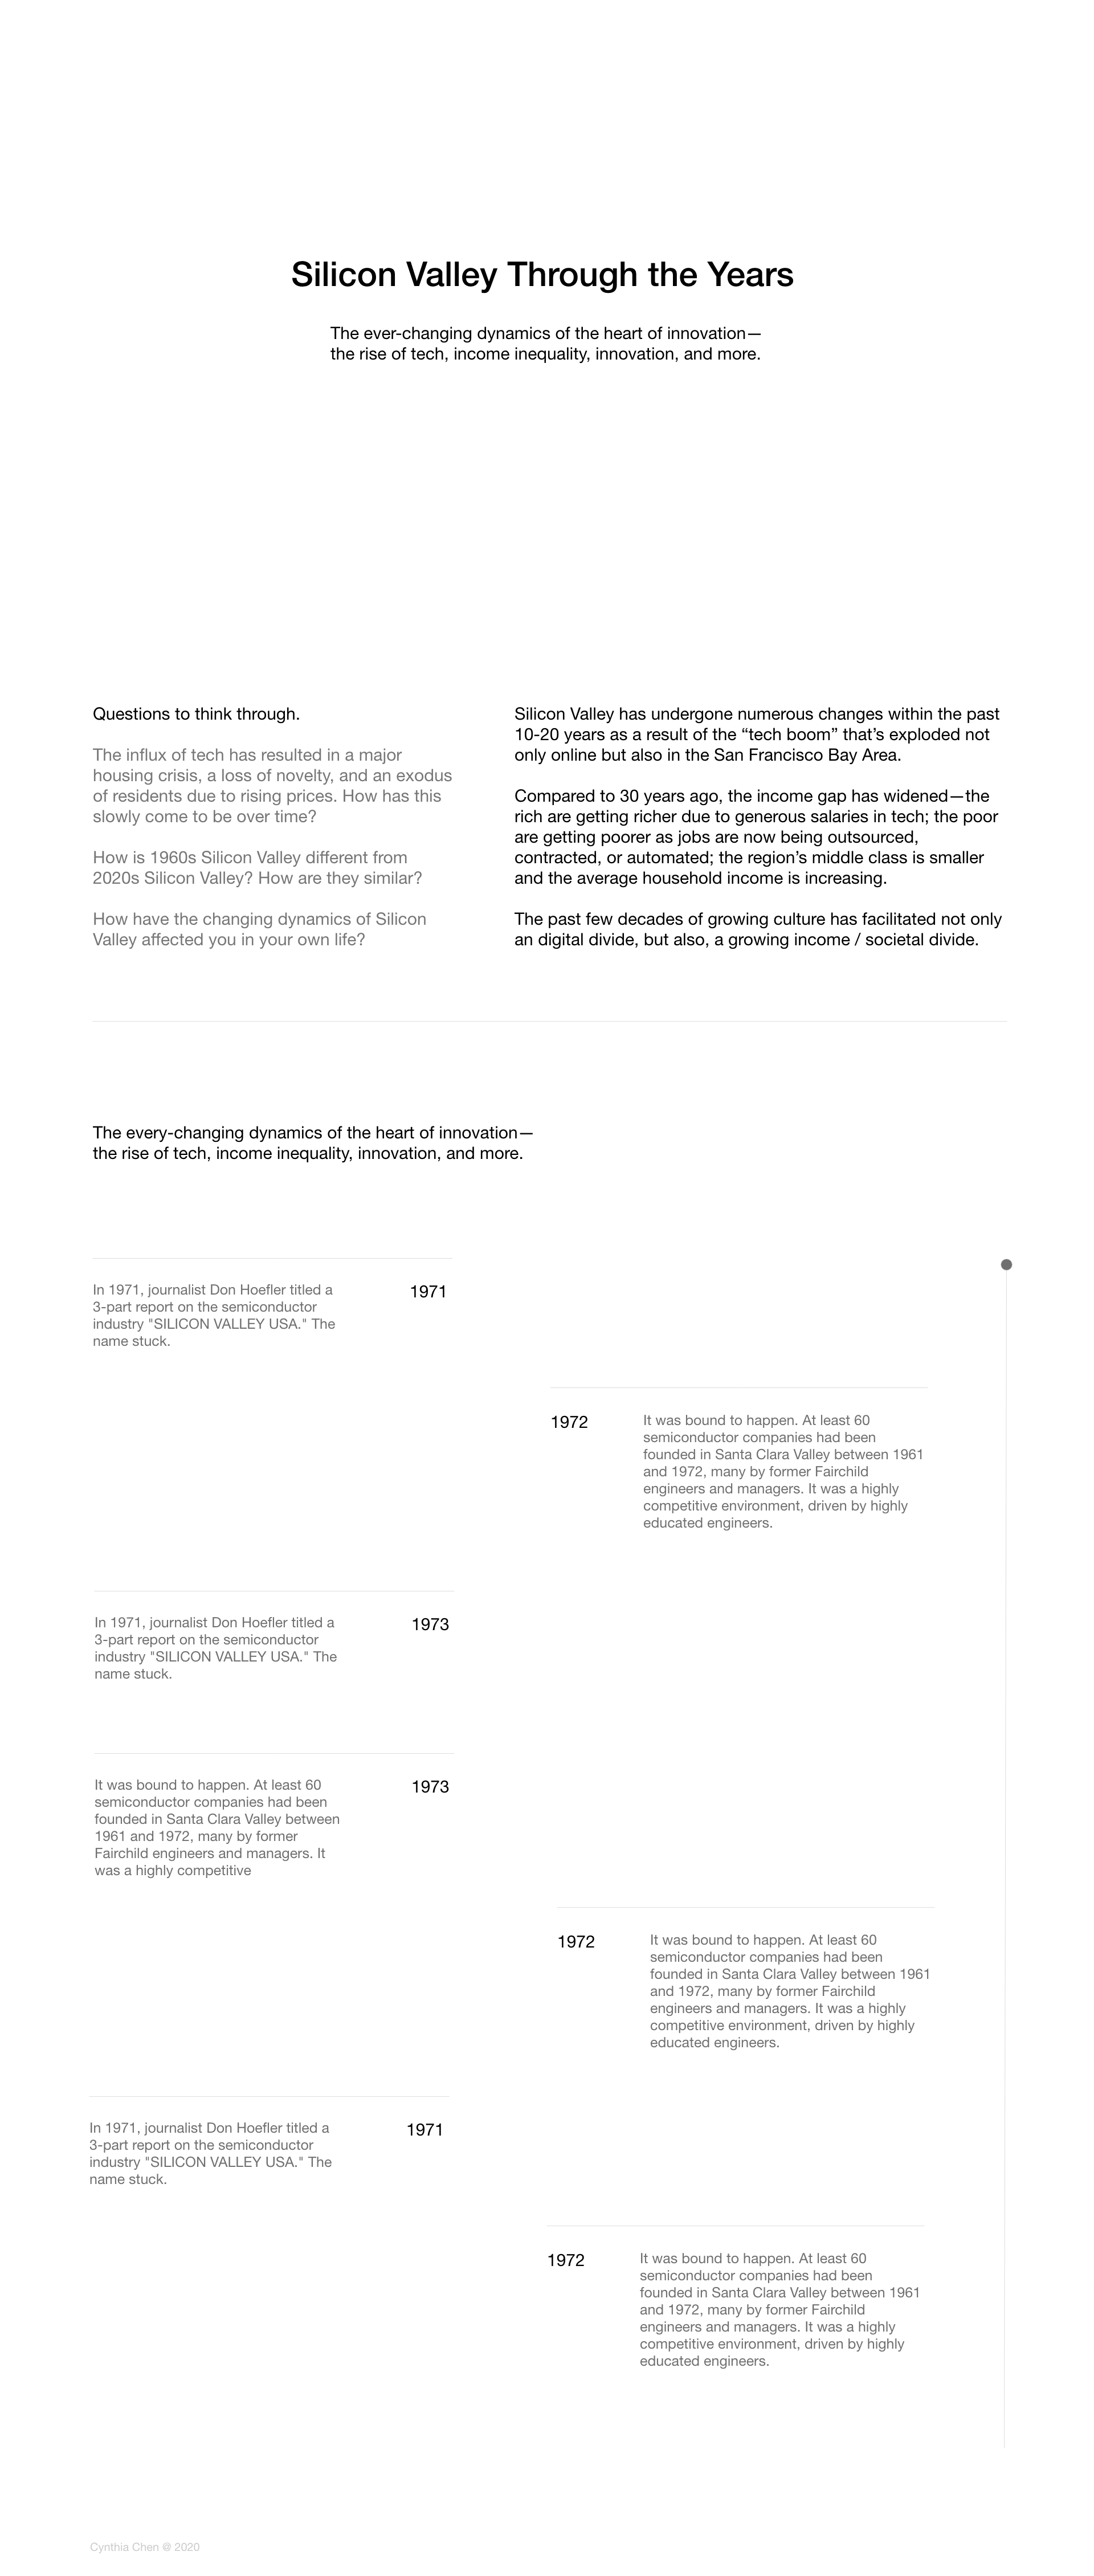 Silicon Valley Through the Years
The ever-changing dynamics of the heart of innovation—
the rise of tech, income inequality, innovation, and more.
Questions to think through.
The influx of tech has resulted in a major
housing crisis, a loss of novelty, and an exodus
of residents due to rising prices. How has this
slowly come to be over time?
How is 1960s Silicon Valley different from
2020s Silicon Valley? How are they similar?
How have the changing dynamics of Silicon
Valley affected you in your own life?
Silicon Valley has undergone numerous changes within the past
10-20 years as a result of the “tech boom” that’s exploded not
only online but also in the San Francisco Bay Area.
Compared to 30 years ago, the income gap has widened—the
rich are getting richer due to generous salaries in tech; the poor
are getting poorer as jobs are now being outsourced,
contracted, or automated; the region’s middle class is smaller
and the average household income is increasing.
The past few decades of growing culture has facilitated not only
an digital divide, but also, a growing income / societal divide.
The every-changing dynamics of the heart of innovation—
the rise of tech, income inequality, innovation, and more.
In 1971, journalist Don Hoefler titled a
3-part report on the semiconductor
industry "SILICON VALLEY USA." The
name stuck.
1971
1972
It was bound to happen. At least 60
semiconductor companies had been
founded in Santa Clara Valley between 1961
and 1972, many by former Fairchild
engineers and managers. It was a highly
competitive environment, driven by highly
educated engineers.
In 1971, journalist Don Hoefler titled a
3-part report on the semiconductor
industry "SILICON VALLEY USA." The
name stuck.
1973
It was bound to happen. At least 60
semiconductor companies had been
founded in Santa Clara Valley between
1961 and 1972, many by former
Fairchild engineers and managers. It
was a highly competitive
1973
1972
It was bound to happen. At least 60
semiconductor companies had been
founded in Santa Clara Valley between 1961
and 1972, many by former Fairchild
engineers and managers. It was a highly
competitive environment, driven by highly
educated engineers.
In 1971, journalist Don Hoefler titled a
3-part report on the semiconductor
industry "SILICON VALLEY USA." The
name stuck.
1971
1972
It was bound to happen. At least 60
semiconductor companies had been
founded in Santa Clara Valley between 1961
and 1972, many by former Fairchild
engineers and managers. It was a highly
competitive environment, driven by highly
educated engineers.
Cynthia Chen @ 2020